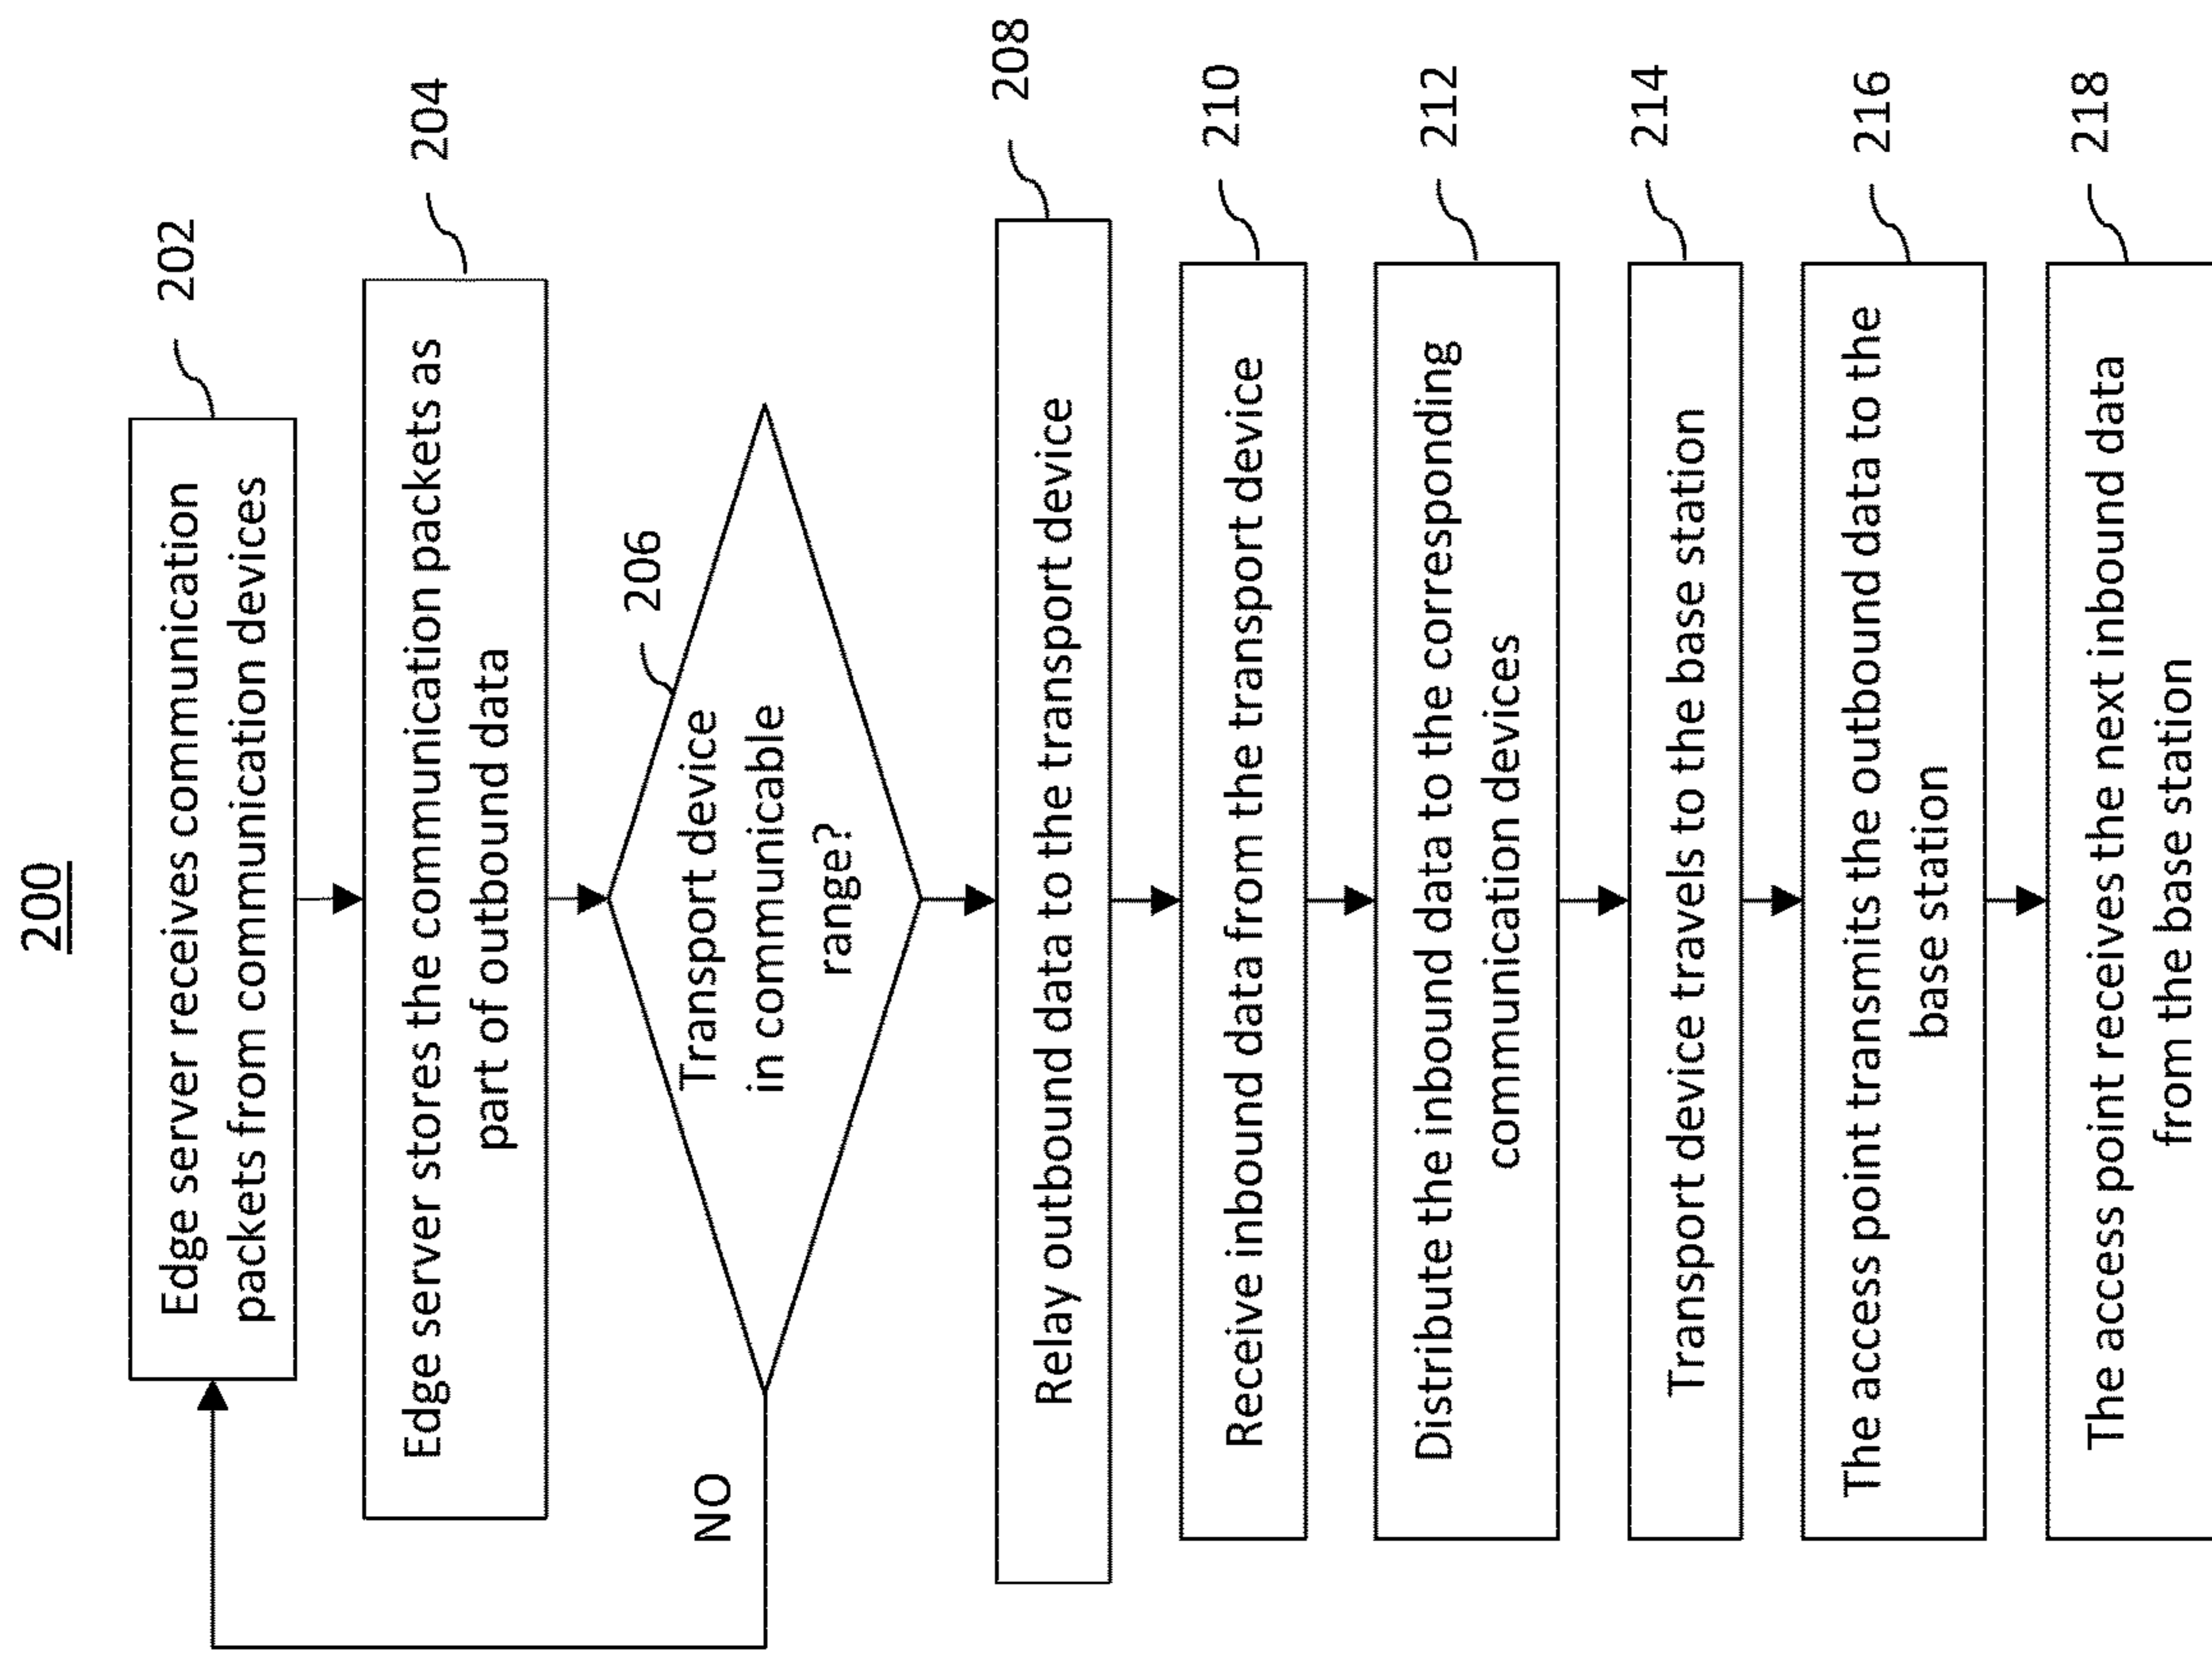 200
Edge server receives communication
packets from communication devices
202
Edge server stores the communication packets as
part of outbound data
204
Transport device
in communicable
range?
206
NO
Relay outbound data to the transport device
208
Receive inbound data from the transport device
210
Distribute the inbound data to the corresponding
communication devices
212
Transport device travels to the base station
214
The access point transmits the outbound data to the
base station
216
The access point receives the next inbound data
from the base station
218